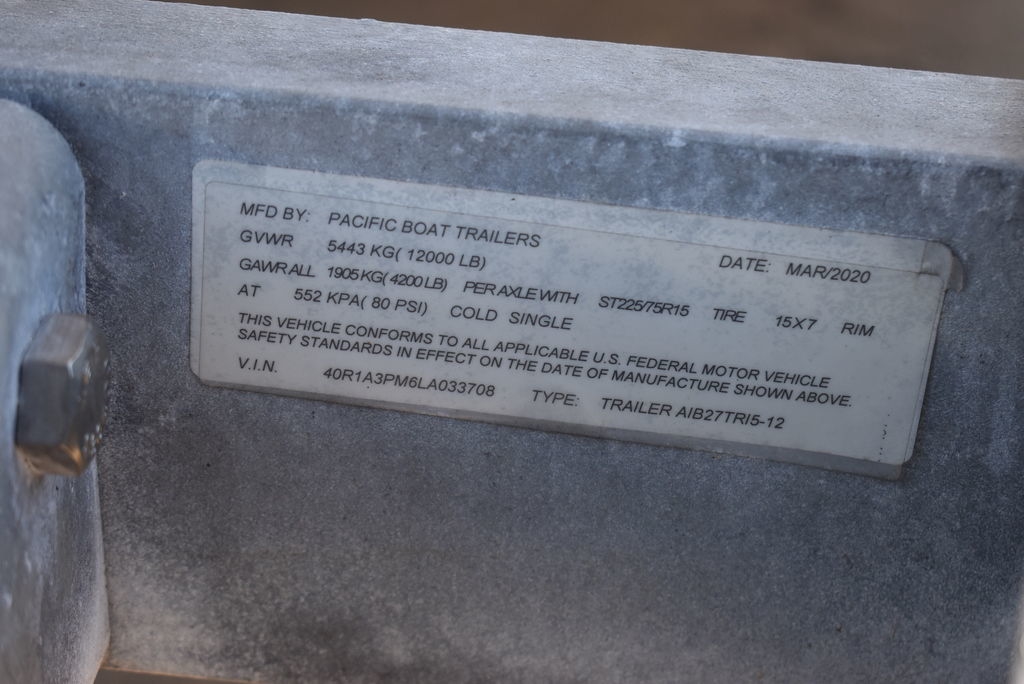 MFD BY: PACIFIC BOAT TRAILERS DATE: MAR/2020
GVWR 5443 KG( 12000 LB)
GAWR ALL 1905 KG( 4200 LB) PER AXLE WITH ST225/75R15 TIRE 15X7 RIM
AT 552 KPA( 80 PSI) COLD SINGLE
THIS VEHICLE CONFORMS TO ALL APPLICABLE U.S. FEDERAL MOTOR VEHICLE
SAFETY STANDARDS IN EFFECT ON THE DATE OF MANUFACTURE SHOWN ABOVE.
V.I.N. 40R1A3PM6LA033708 TYPE: TRAILER AIB27TRI5-12